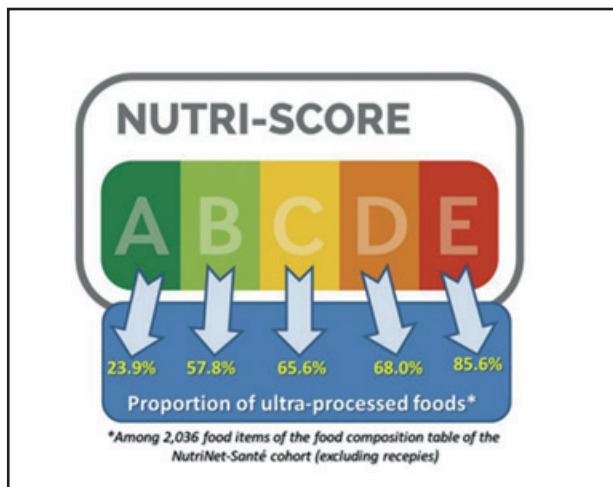 NUTRI-SCORE
A B C D E
23.9% 57.8% 65.6% 68.0% 85.6%
Proportion of ultra-processed foods*
*Among 2,036 food items of the food composition table of the
NutriNet-Santé cohort (excluding recepies)